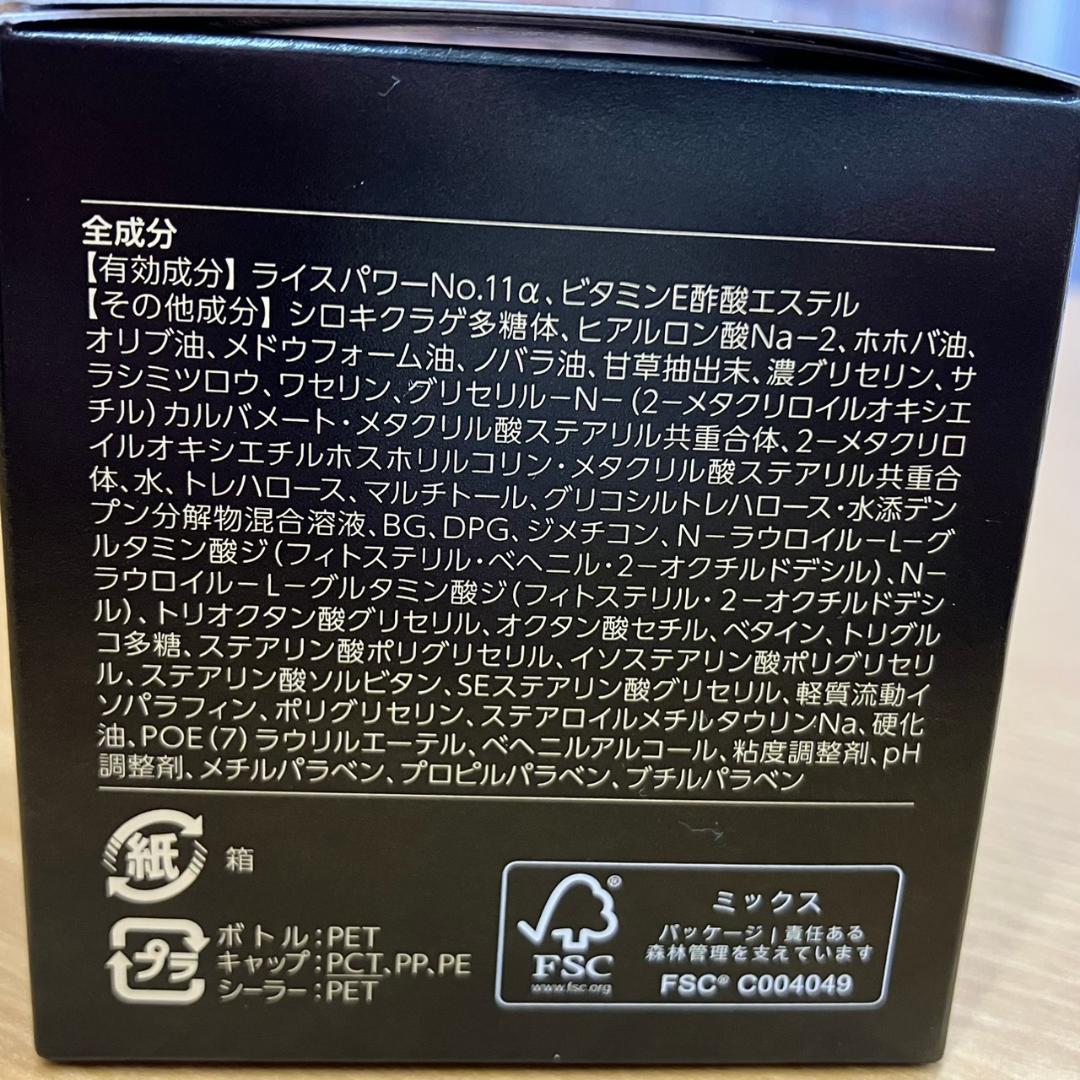 全成分
【有効成分】ライスパワーNo.11α、ビタミンE酢酸エステル
【その他成分】シロキクラゲ多糖体、ヒアルロン酸Na−2、ホホバ油、
オリブ油、メドウフォーム油、ノバラ油、甘草抽出末、濃グリセリン、サ
ラシミツロウ、ワセリン、グリセリルーN−(2−メタクリロイルオキシエ
チル)カルバメート・メタクリル酸ステアリル共重合体、2−メタクリロ
イルオキシエチルホスホリルコリン・メタクリル酸ステアリル共重合
体、水、トレハロース、マルチトール、グリコシルトレハロース・水添デン
プン分解物混合溶液、BG、DPG、ジメチコン、N−ラウロイル−L−グ
ルタミン酸ジ(フィトステリル・ベヘニル・2−オクチルドデシル)、N−
ラウロイル−L−グルタミン酸ジ(フィトステリル・2−オクチルドデシ
ル)、トリオクタン酸グリセリル、オクタン酸セチル、ベタイン、トリグル
コ多糖、ステアリン酸ポリグリセリル、イソステアリン酸ポリグリセリ
ル、ステアリン酸ソルビタン、SEステアリン酸グリセリル、軽質流動イ
ソパラフィン、ポリグリセリン、ステアロイルメチルタウリンNa、硬化
油、POE(7)ラウリルエーテル、ベヘニルアルコール、粘度調整剤、pH
調整剤、メチルパラベン、プロピルパラベン、ブチルパラベン
紙 箱
プラ
ボトル:PET
キャップ:PCT、PP、PE
シーラー:PET
FSC®
www.fsc.org
ミックス
パッケージ|責任ある
森林管理を支えています
FSC® C004049